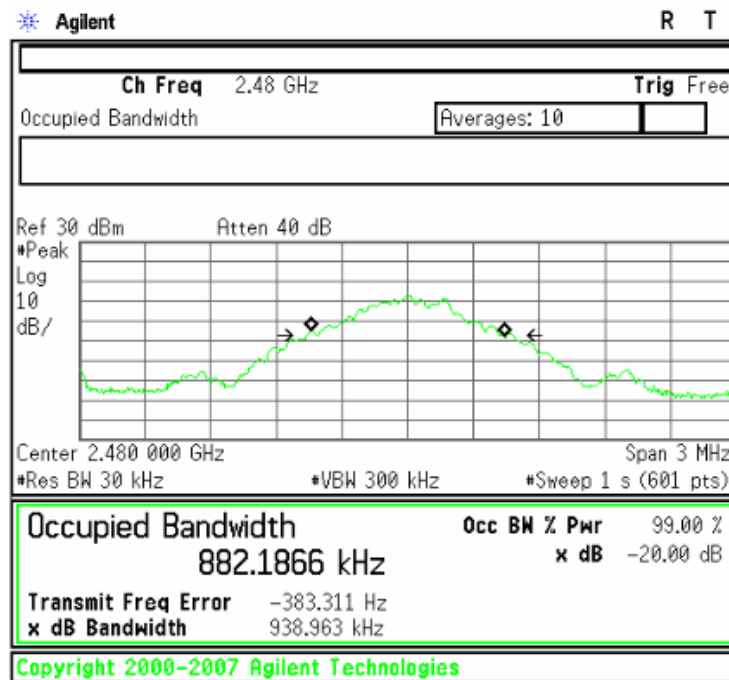 Agilent R T
Ch Freq 2.48 GHz Trig Free
Occupied Bandwidth Averages: 10
Ref 30 dBm Atten 40 dB
#Peak
Log
10
dB/
Center 2.480 000 GHz Span 3 MHz
#Res BW 30 kHz #VBW 300 kHz #Sweep 1 s (601 pts)
Occupied Bandwidth Occ BW % Pwr 99.00 %
882.1866 kHz x dB -20.00 dB
Transmit Freq Error -383.311 Hz
x dB Bandwidth 938.963 kHz
Copyright 2000-2007 Agilent Technologies